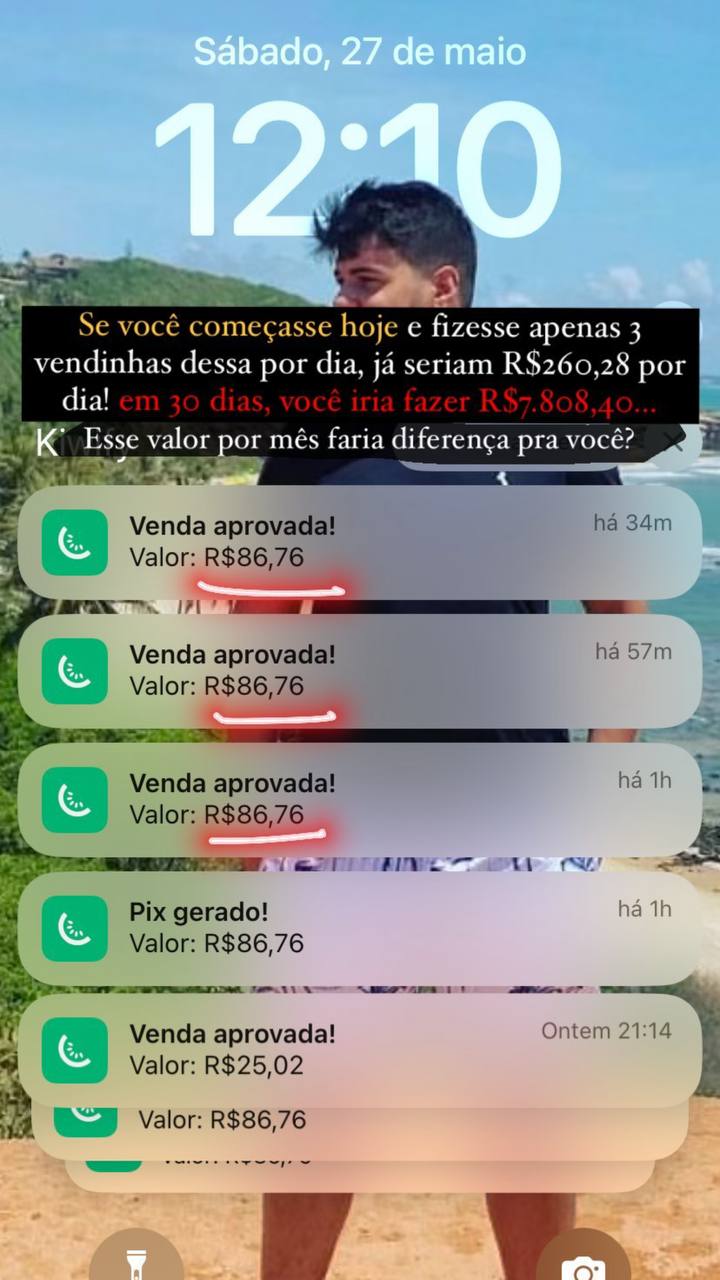 Sábado, 27 de maio
12:10
Se você começasse hoje e fizesse apenas 3
vendinhas dessa por dia, já seriam R$260,28 por
dia! em 30 dias, você iria fazer R$7.808,40...
Esse valor por mês faria diferença pra você?
Venda aprovada!
há 34m
Valor: R$86,76
Venda aprovada!
há 57m
Valor: R$86,76
Venda aprovada!
há 1h
Valor: R$86,76
Pix gerado!
há 1h
Valor: R$86,76
Venda aprovada!
Ontem 21:14
Valor: R$25,02
Valor: R$86,76